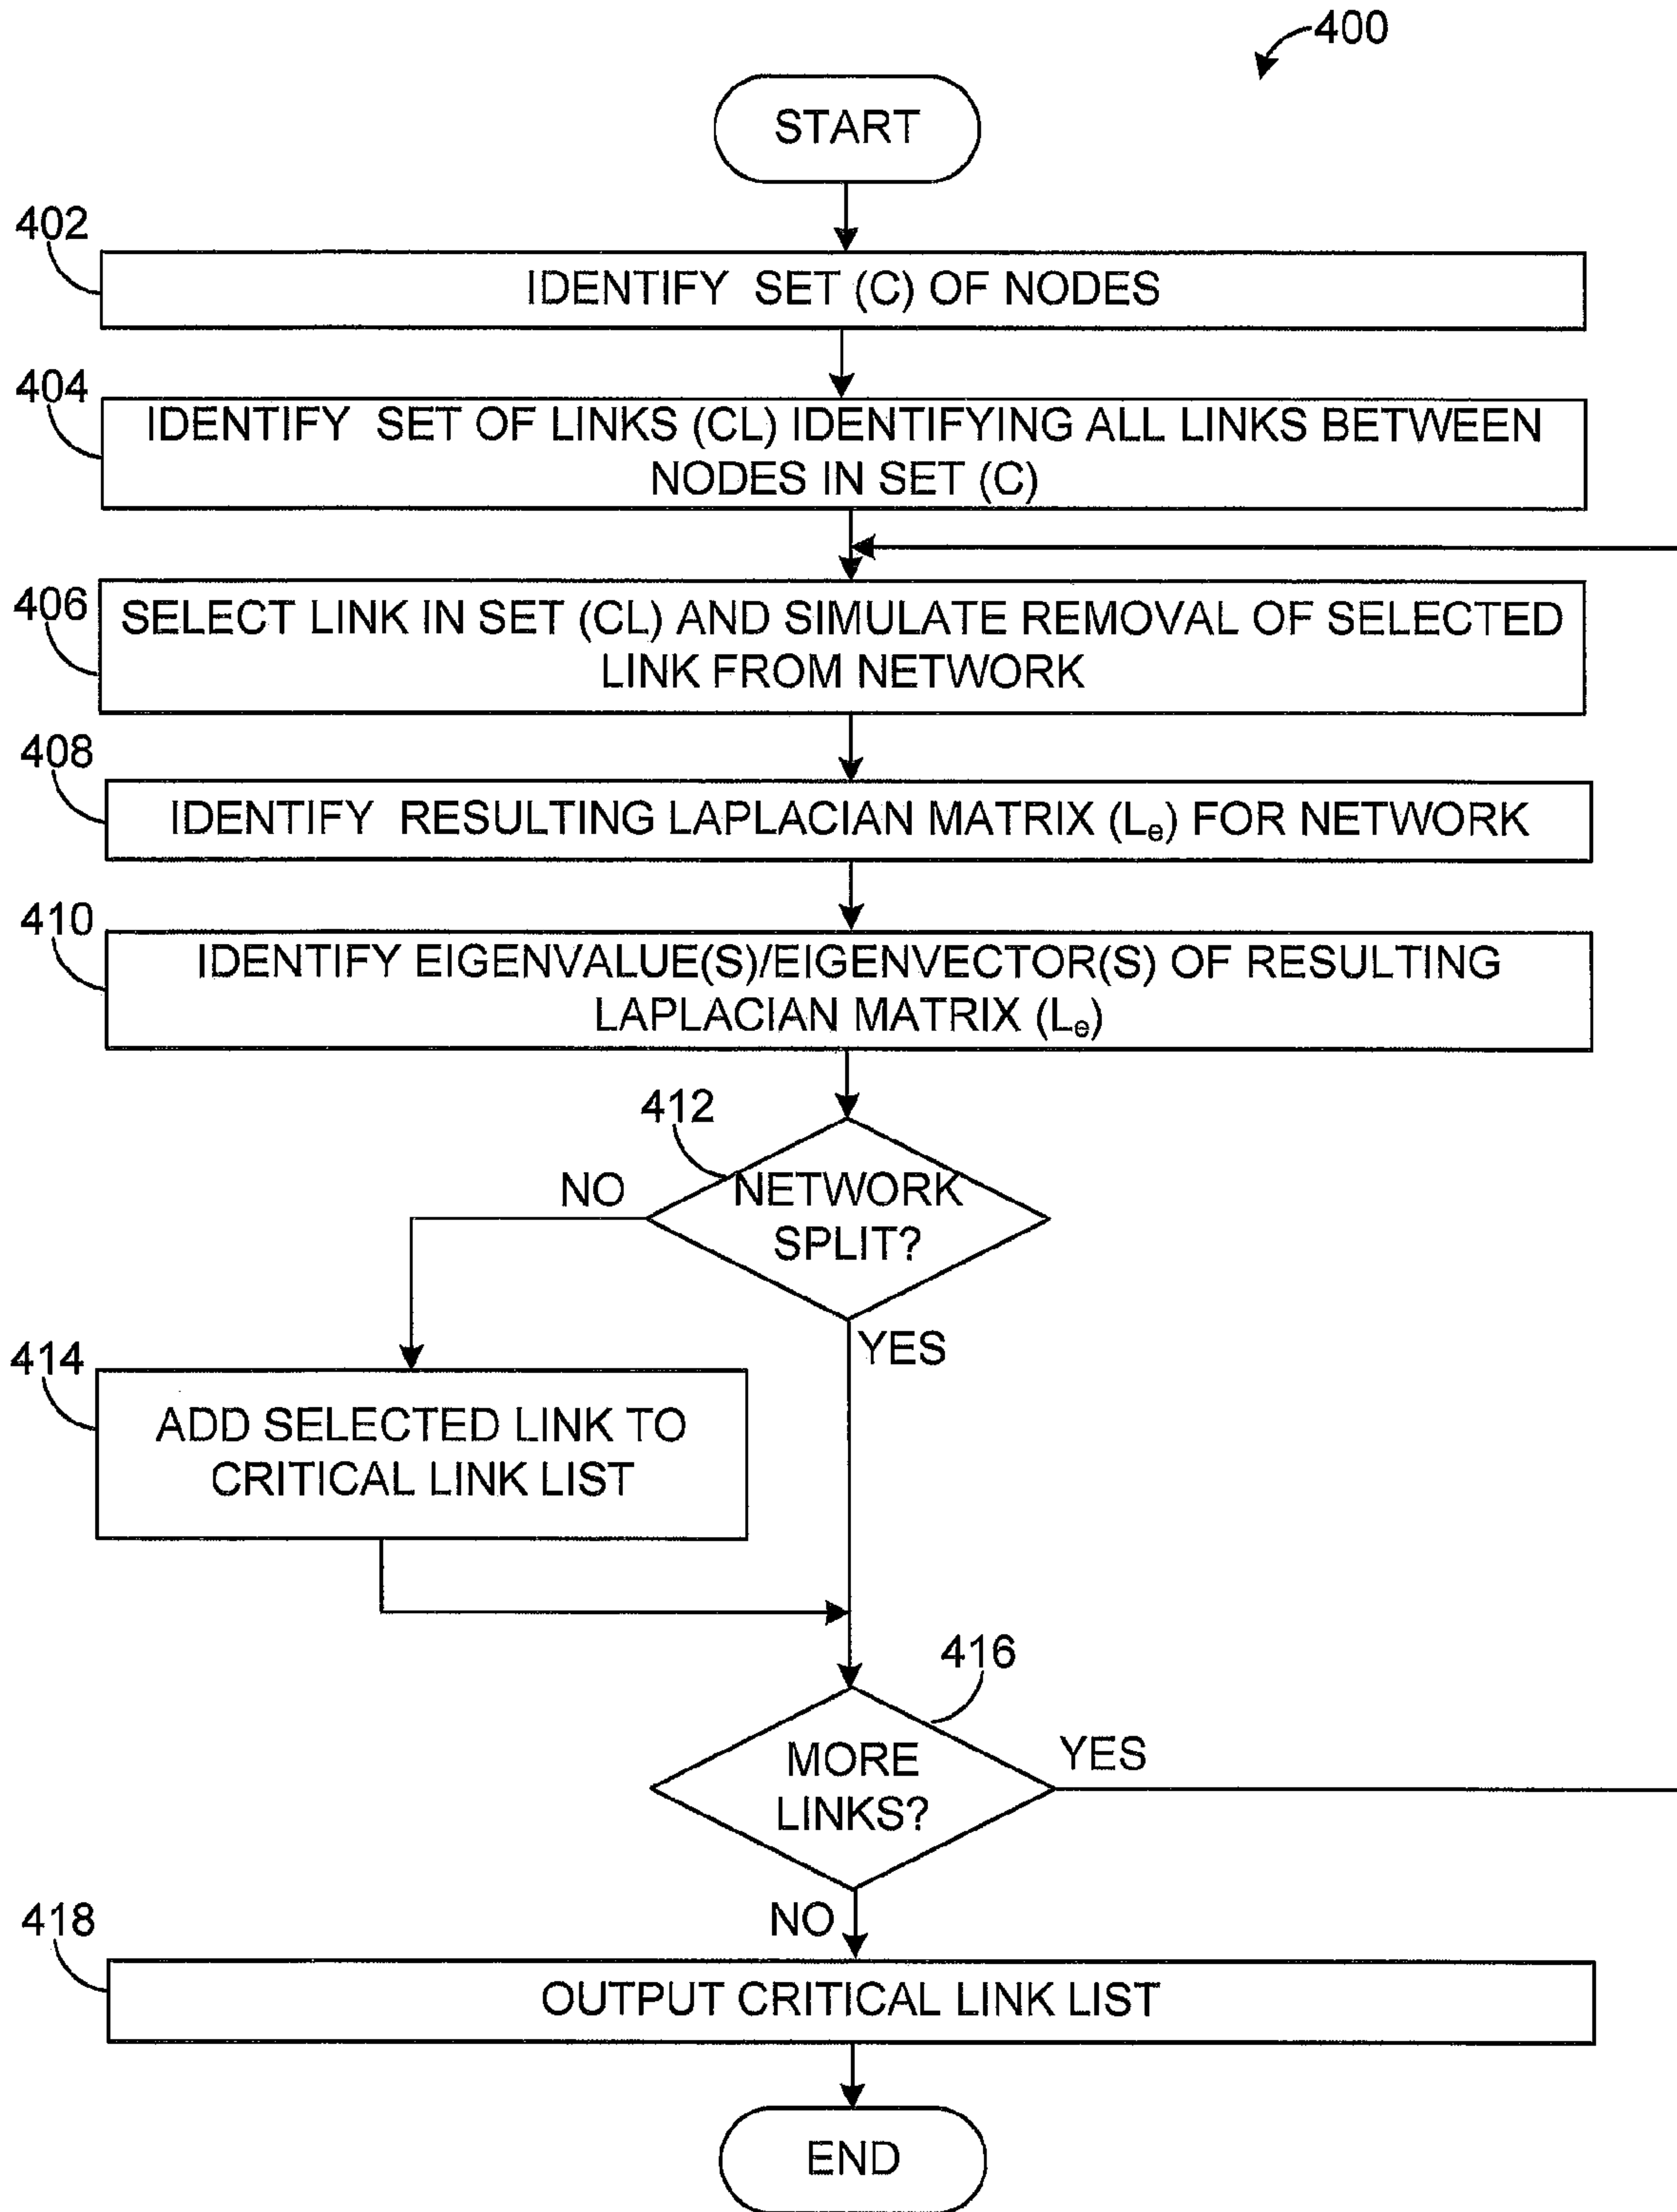 400
START
402
IDENTIFY SET (C) OF NODES
404
IDENTIFY SET OF LINKS (CL) IDENTIFYING ALL LINKS BETWEEN
NODES IN SET (C)
406
SELECT LINK IN SET (CL) AND SIMULATE REMOVAL OF SELECTED
LINK FROM NETWORK
408
IDENTIFY RESULTING LAPLACIAN MATRIX (Le) FOR NETWORK
410
IDENTIFY EIGENVALUE(S)/EIGENVECTOR(S) OF RESULTING
LAPLACIAN MATRIX (Le)
412
NO
NETWORK
SPLIT?
YES
414
ADD SELECTED LINK TO
CRITICAL LINK LIST
416
MORE
LINKS?
YES
NO
418
OUTPUT CRITICAL LINK LIST
END